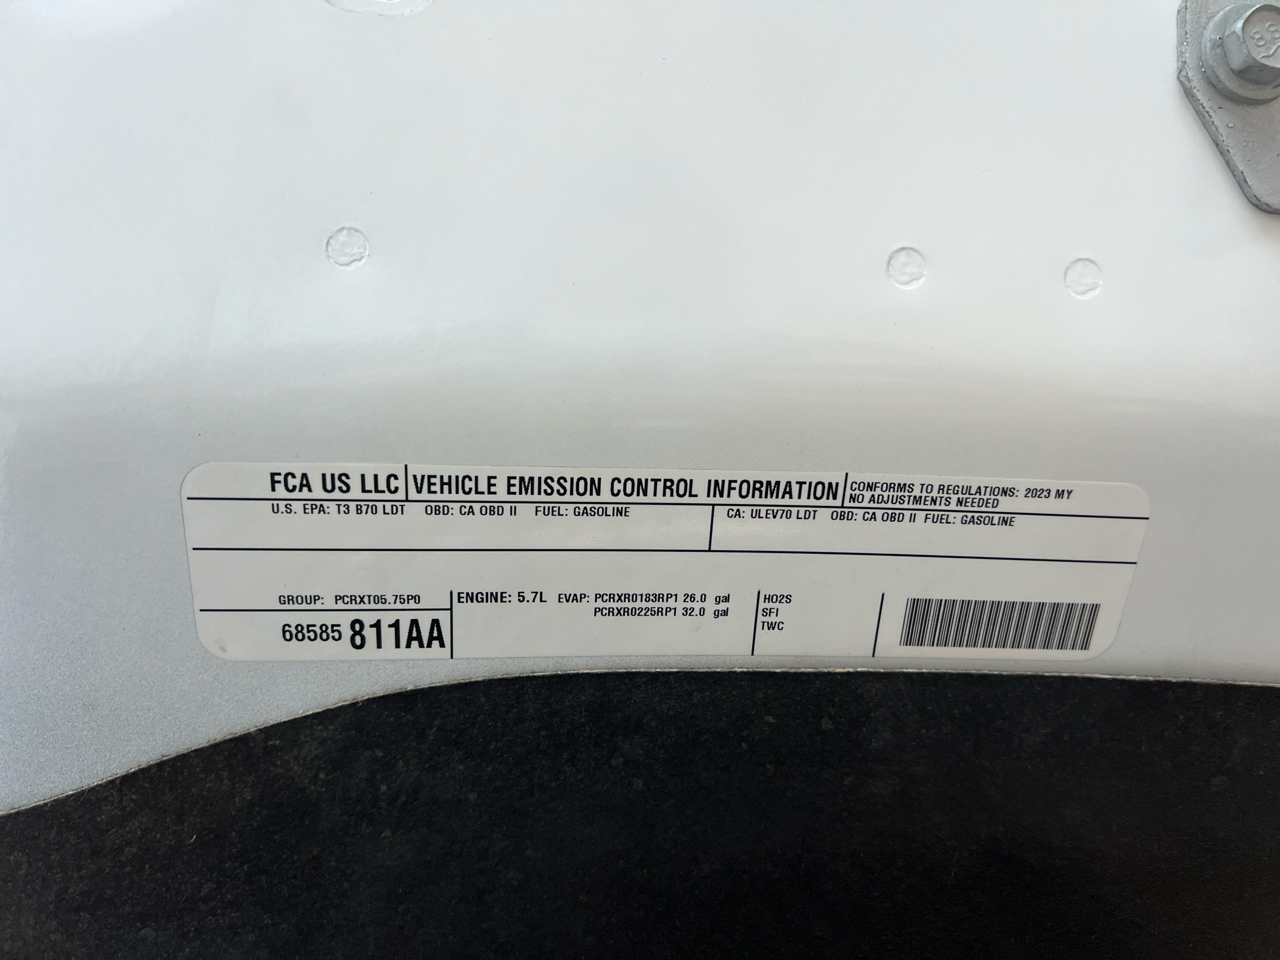 FCA US LLC VEHICLE EMISSION CONTROL INFORMATION CONFORMS TO REGULATIONS: 2023 MY
NO ADJUSTMENTS NEEDED
U.S. EPA: T3 B70 LDT OBD: CA OBD II FUEL: GASOLINE CA: ULEV70 LDT OBD: CA OBD II FUEL: GASOLINE
GROUP: PCRXT05.75P0
68585 811AA
ENGINE: 5.7L EVAP: PCRXR0183RP1 26.0 gal
PCRXR0225RP1 32.0 gal
HO2S
SFI
TWC
88